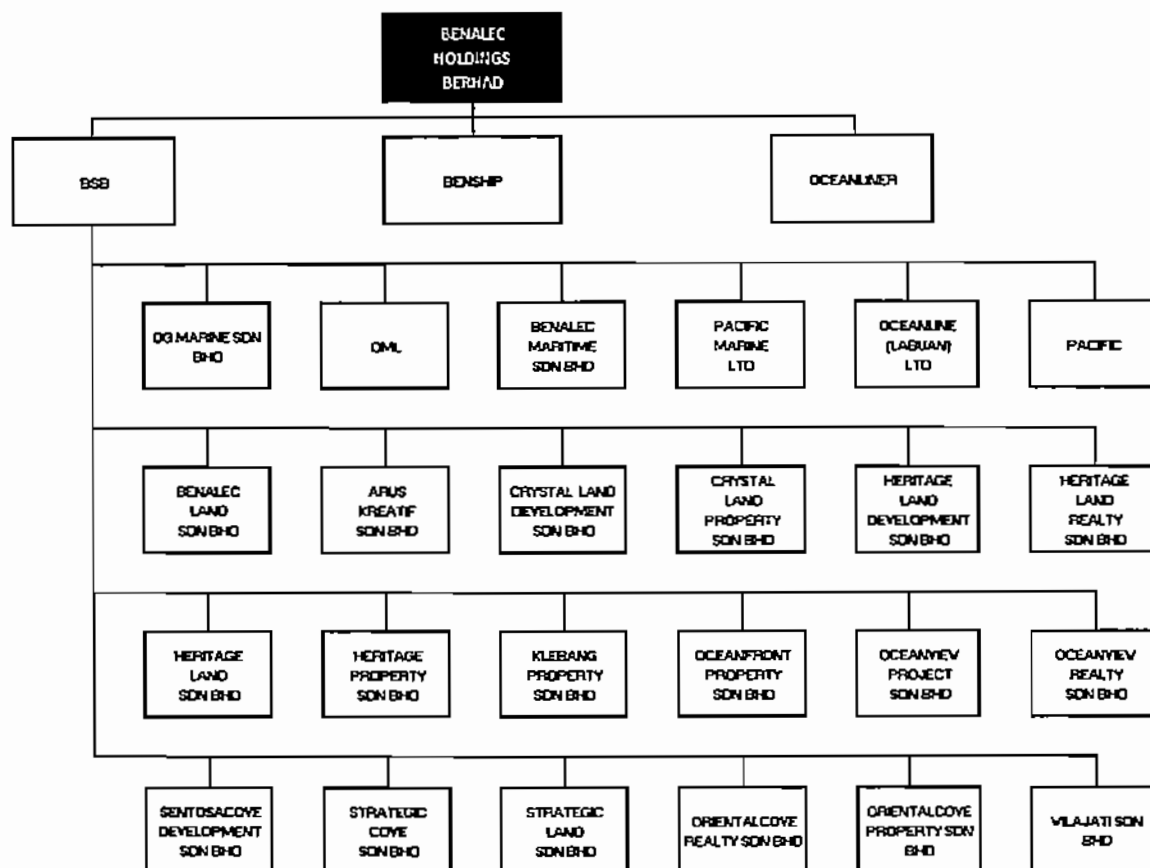 BENALEC
HOLDINGS
BERHAD
BSB
BENSHIP
OCEANLINER
OG MARINE SDN
BHD
OML
BENALEC
MARITIME
SDN BHD
PACIFIC
MARINE
LTD
OCEANLINE
(LABUAN)
LTD
PACIFIC
BENALEC
LAND
SDN BHD
ARUS
KREATIF
SDN BHD
CRYSTAL LAND
DEVELOPMENT
SDN BHD
CRYSTAL
LAND
PROPERTY
SDN BHD
HERITAGE
LAND
DEVELOPMENT
SDN BHD
HERITAGE
LAND
REALTY
SDN BHD
HERITAGE
LAND
SDN BHD
HERITAGE
PROPERTY
SDN BHD
KLEBANG
PROPERTY
SDN BHD
OCEANFRONT
PROPERTY
SDN BHD
OCEANVIEW
PROJECT
SDN BHD
OCEANVIEW
REALTY
SDN BHD
SENTOSACOVE
DEVELOPMENT
SDN BHD
STRATEGIC
COVE
SDN BHD
STRATEGIC
LAND
SDN BHD
ORIENTALCOVE
REALTY SDN BHD
ORIENTALCOVE
PROPERTY SDN
BHD
WILAJATI SDN
BHD